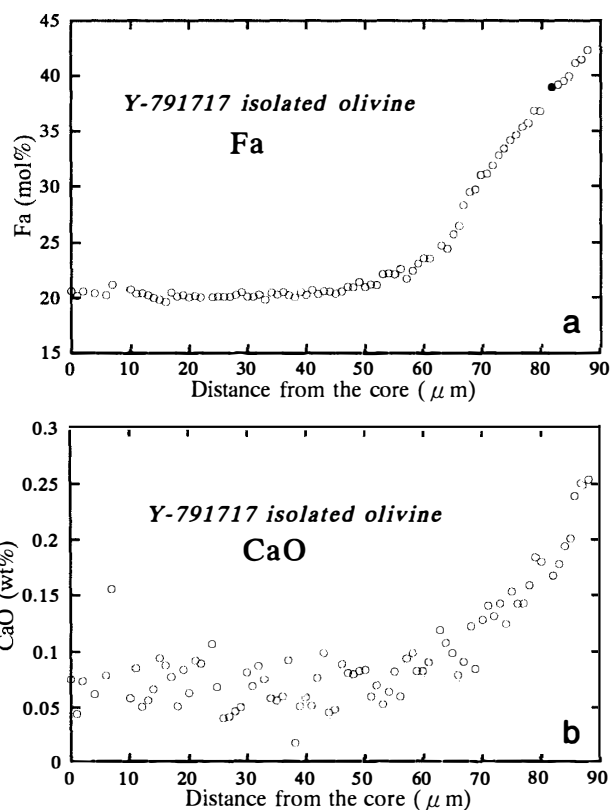 45
40
35
30
25
20
15
Fa (mol%)
Y-791717 isolated olivine
Fa
a
0 10 20 30 40 50 60 70 80 90
Distance from the core ( μ m)
0.3
0.25
0.2
0.15
0.1
0.05
0
CaO (wt%)
Y-791717 isolated olivine
CaO
b
0 10 20 30 40 50 60 70 80 90
Distance from the core ( μ m)